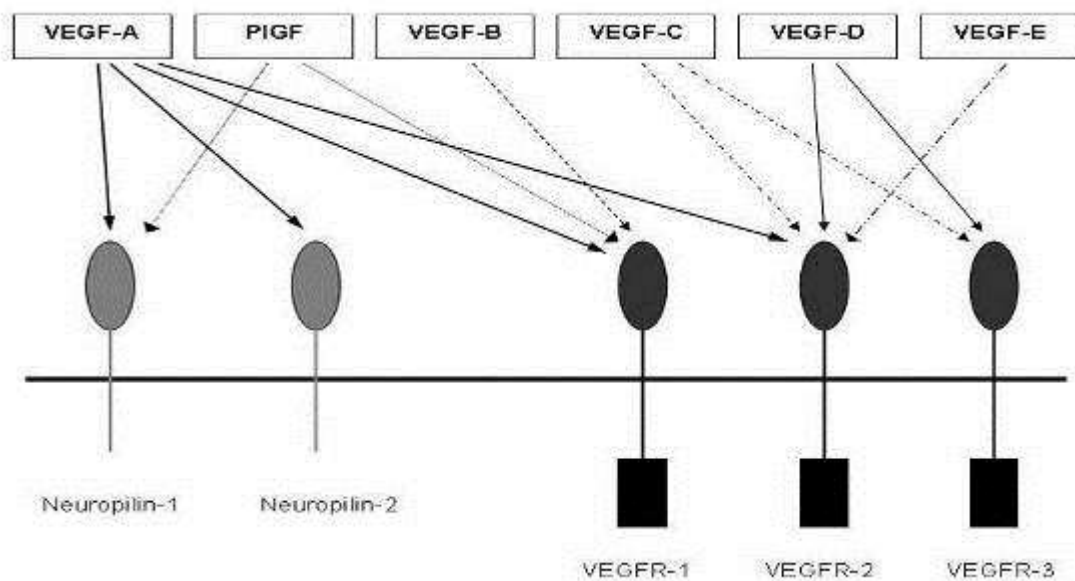 VEGF-A PlGF VEGF-B VEGF-C VEGF-D VEGF-E
Neuropilin-1 Neuropilin-2
VEGFR-1 VEGFR-2 VEGFR-3